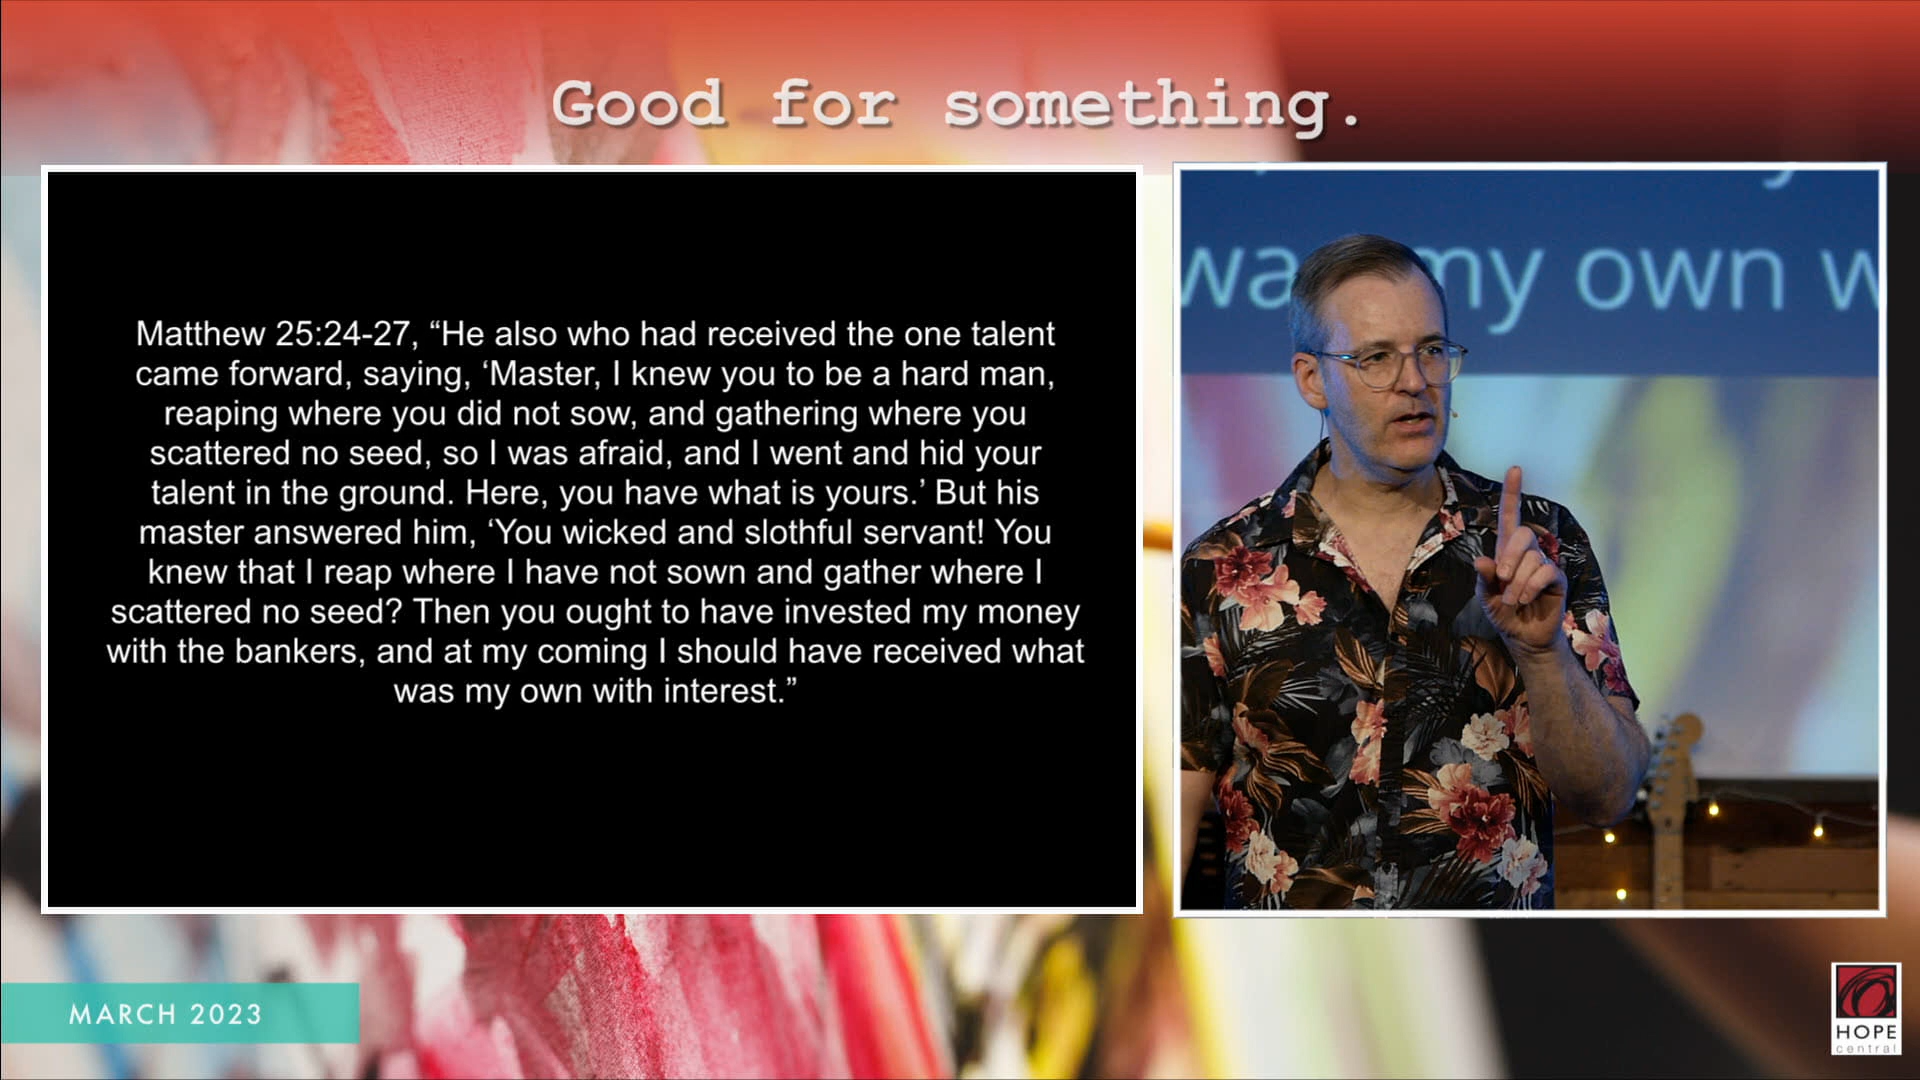 Good for something.
Matthew 25:24-27, “He also who had received the one talent
came forward, saying, ‘Master, I knew you to be a hard man,
reaping where you did not sow, and gathering where you
scattered no seed, so I was afraid, and I went and hid your
talent in the ground. Here, you have what is yours.’ But his
master answered him, ‘You wicked and slothful servant! You
knew that I reap where I have not sown and gather where I
scattered no seed? Then you ought to have invested my money
with the bankers, and at my coming I should have received what
was my own with interest.”
my own
MARCH 2023
HOPE
central